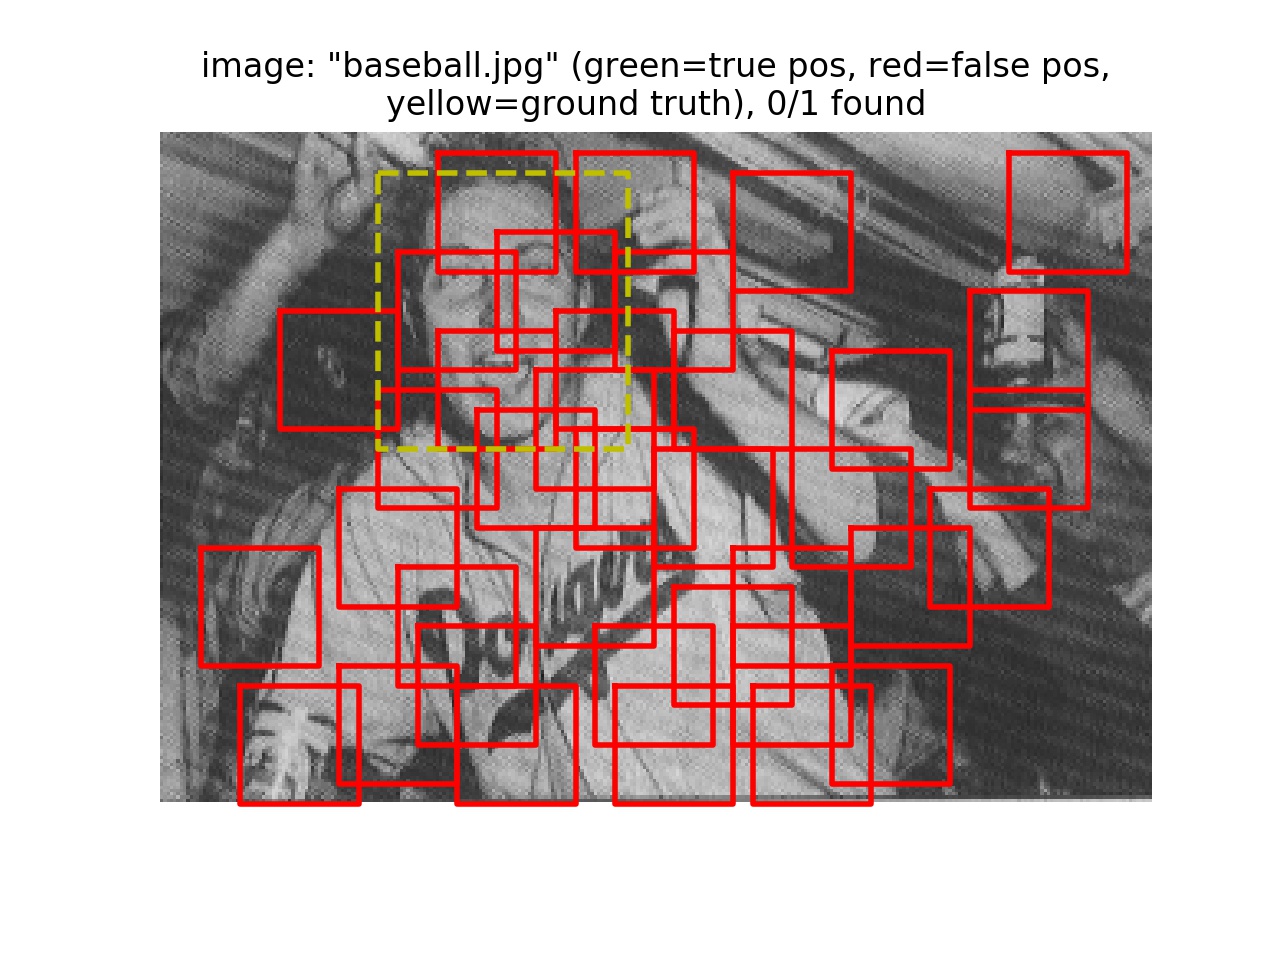 image: "baseball.jpg" (green=true pos, red=false pos,
yellow=ground truth), 0/1 found